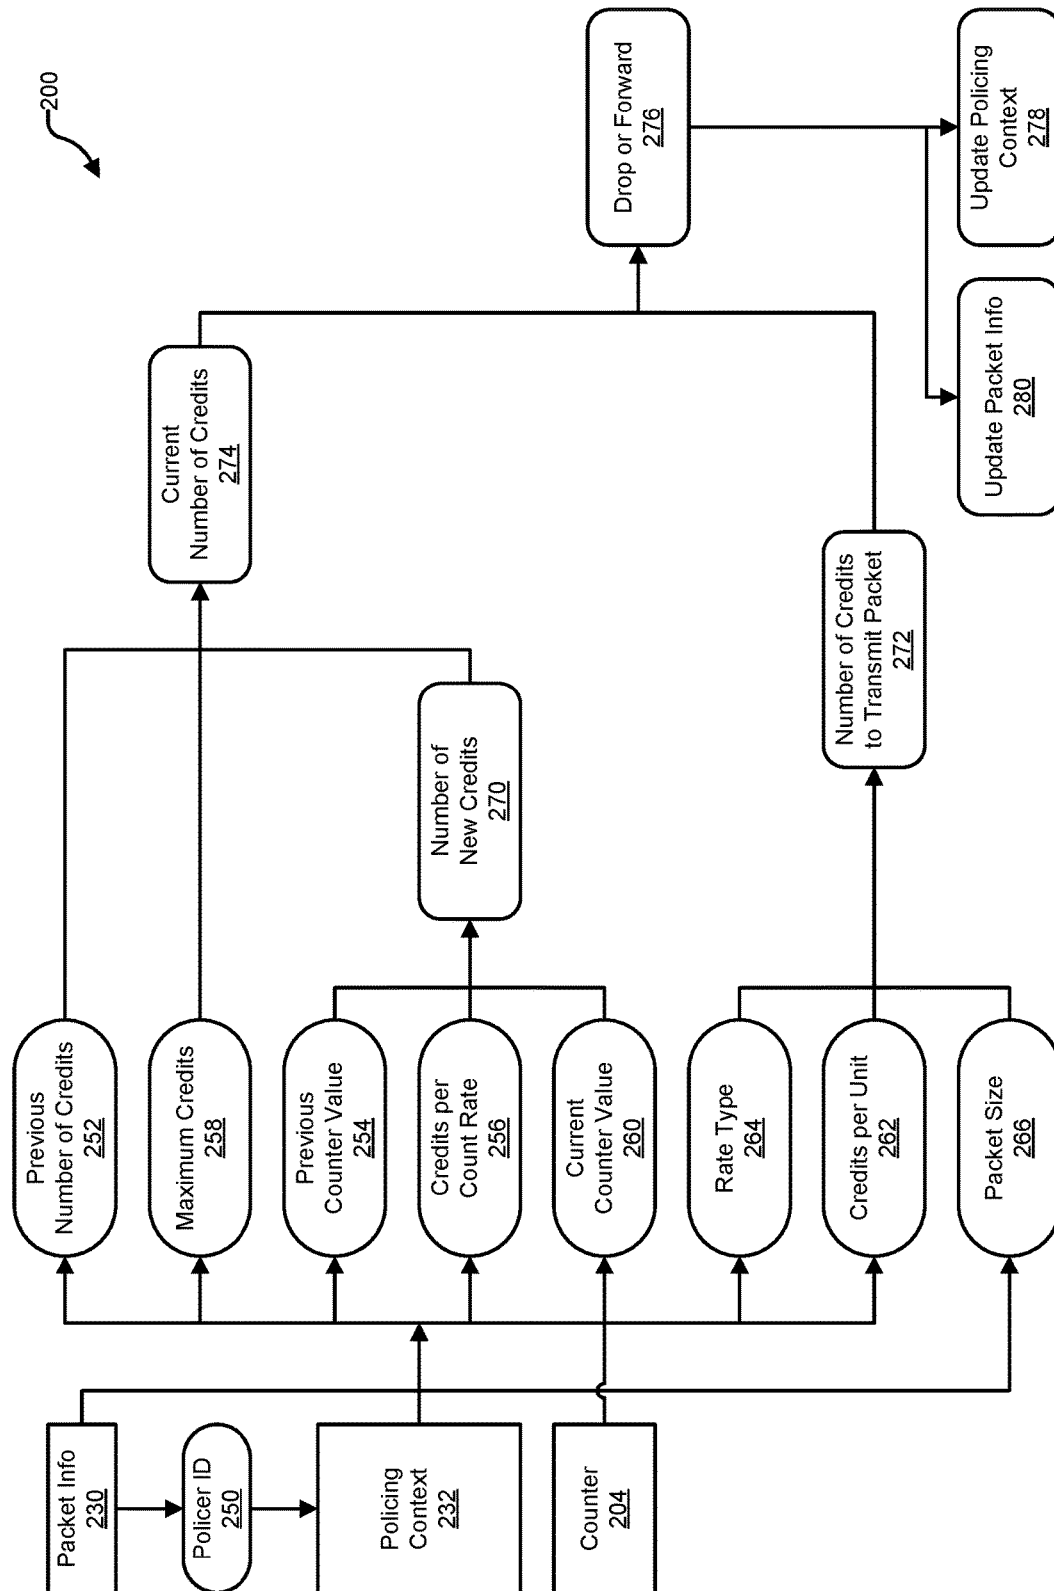 200
Packet Info
230
Policer ID
250
Policing
Context
232
Counter
204
Previous
Number of Credits
252
Maximum Credits
258
Previous
Counter Value
254
Credits per
Count Rate
256
Current
Counter Value
260
Rate Type
264
Credits per Unit
262
Packet Size
266
Number of
New Credits
270
Number of Credits
to Transmit Packet
272
Current
Number of Credits
274
Drop or Forward
276
Update Packet Info
280
Update Policing
Context
278